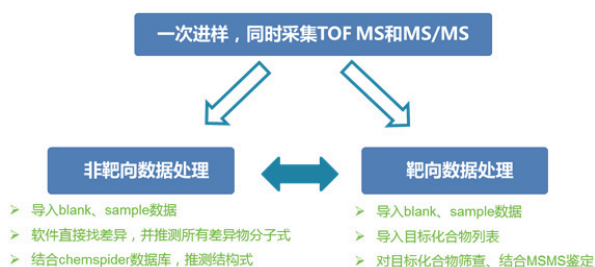 一次进样，同时采集TOF MS和MS/MS
非靶向数据处理
导入blank、sample数据
软件直接找差异，并推测所有差异物分子式
结合chemspider数据库，推测结构式
靶向数据处理
导入blank、sample数据
导入目标化合物列表
对目标化合物筛查、结合MSMS鉴定